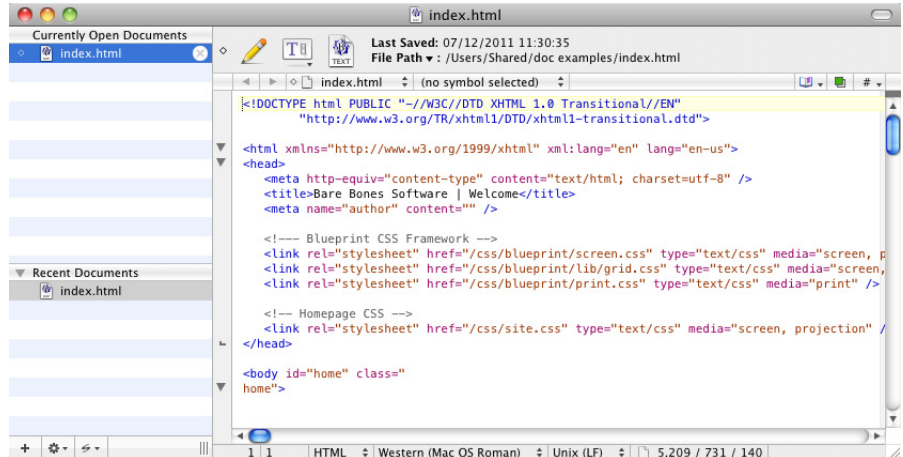 index.html
Currently Open Documents
index.html
Last Saved: 07/12/2011 11:30:35
TEXT
File Path ▾ : /Users/Shared/doc examples/index.html
index.html (no symbol selected) #
<!DOCTYPE html PUBLIC "-//W3C//DTD XHTML 1.0 Transitional//EN"
"http://www.w3.org/TR/xhtml1/DTD/xhtml1-transitional.dtd">
<html xmlns="http://www.w3.org/1999/xhtml" xml:lang="en" lang="en-us">
<head>
<meta http-equiv="content-type" content="text/html; charset=utf-8" />
<title>Bare Bones Software | Welcome</title>
<meta name="author" content="" />
<!--- Blueprint CSS Framework -->
<link rel="stylesheet" href="/css/blueprint/screen.css" type="text/css" media="screen, p
<link rel="stylesheet" href="/css/blueprint/lib/grid.css" type="text/css" media="screen,
<link rel="stylesheet" href="/css/blueprint/print.css" type="text/css" media="print" />
<!-- Homepage CSS -->
<link rel="stylesheet" href="/css/site.css" type="text/css" media="screen, projection" /
</head>
<body id="home" class="
home">
Recent Documents
index.html
1 1 HTML Western (Mac OS Roman) Unix (LF) 5,209 / 731 / 140